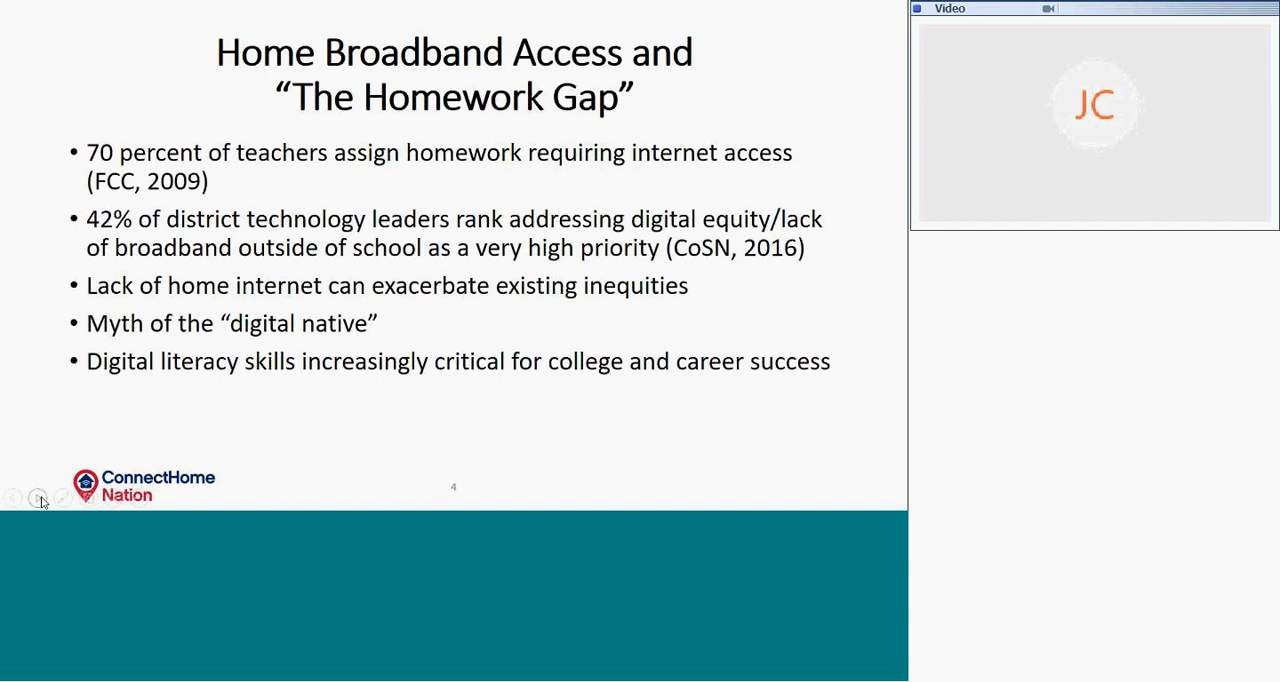 Home Broadband Access and
“The Homework Gap”
• 70 percent of teachers assign homework requiring internet access
(FCC, 2009)
• 42% of district technology leaders rank addressing digital equity/lack
of broadband outside of school as a very high priority (CoSN, 2016)
• Lack of home internet can exacerbate existing inequities
• Myth of the “digital native”
• Digital literacy skills increasingly critical for college and career success
ConnectHome
Nation
4
Video
JC